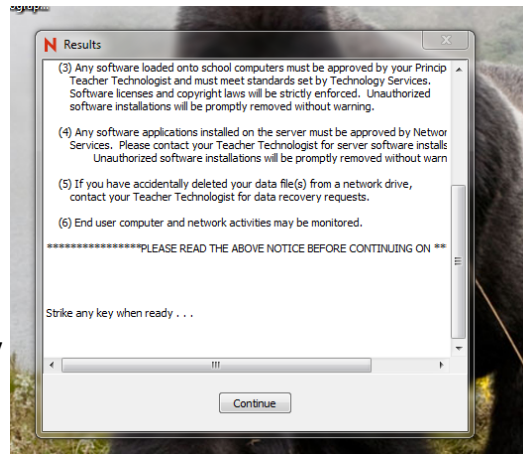 Results
(3) Any software loaded onto school computers must be approved by your Princip
Teacher Technologist and must meet standards set by Technology Services.
Software licenses and copyright laws will be strictly enforced.  Unauthorized
software installations will be promptly removed without warning.
(4) Any software applications installed on the server must be approved by Networ
Services.  Please contact your Teacher Technologist for server software installs
Unauthorized software installations will be promptly removed without warn
(5) If you have accidentally deleted your data file(s) from a network drive,
contact your Teacher Technologist for data recovery requests.
(6) End user computer and network activities may be monitored.
****************PLEASE READ THE ABOVE NOTICE BEFORE CONTINUING ON **
Strike any key when ready . . .
Continue